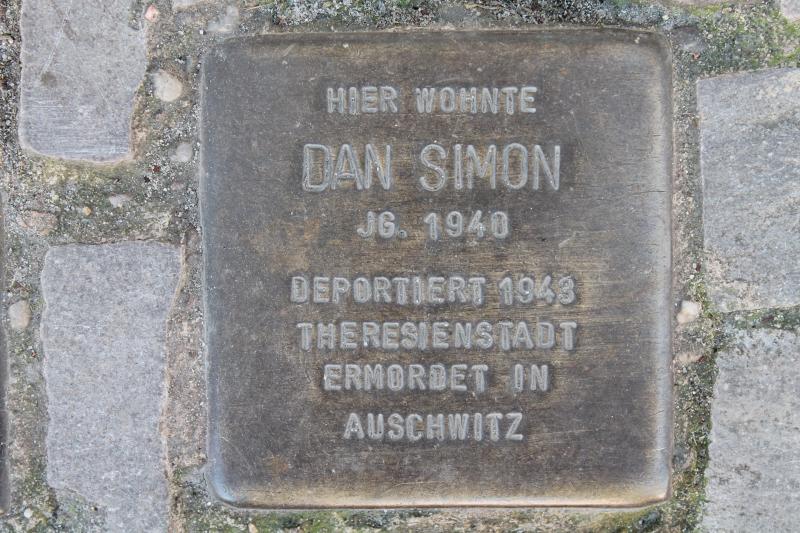 HIER WOHNTE
DAN SIMON
JG. 1940
DEPORTIERT 1943
THERESIENSTADT
ERMORDET IN
AUSCHWITZ